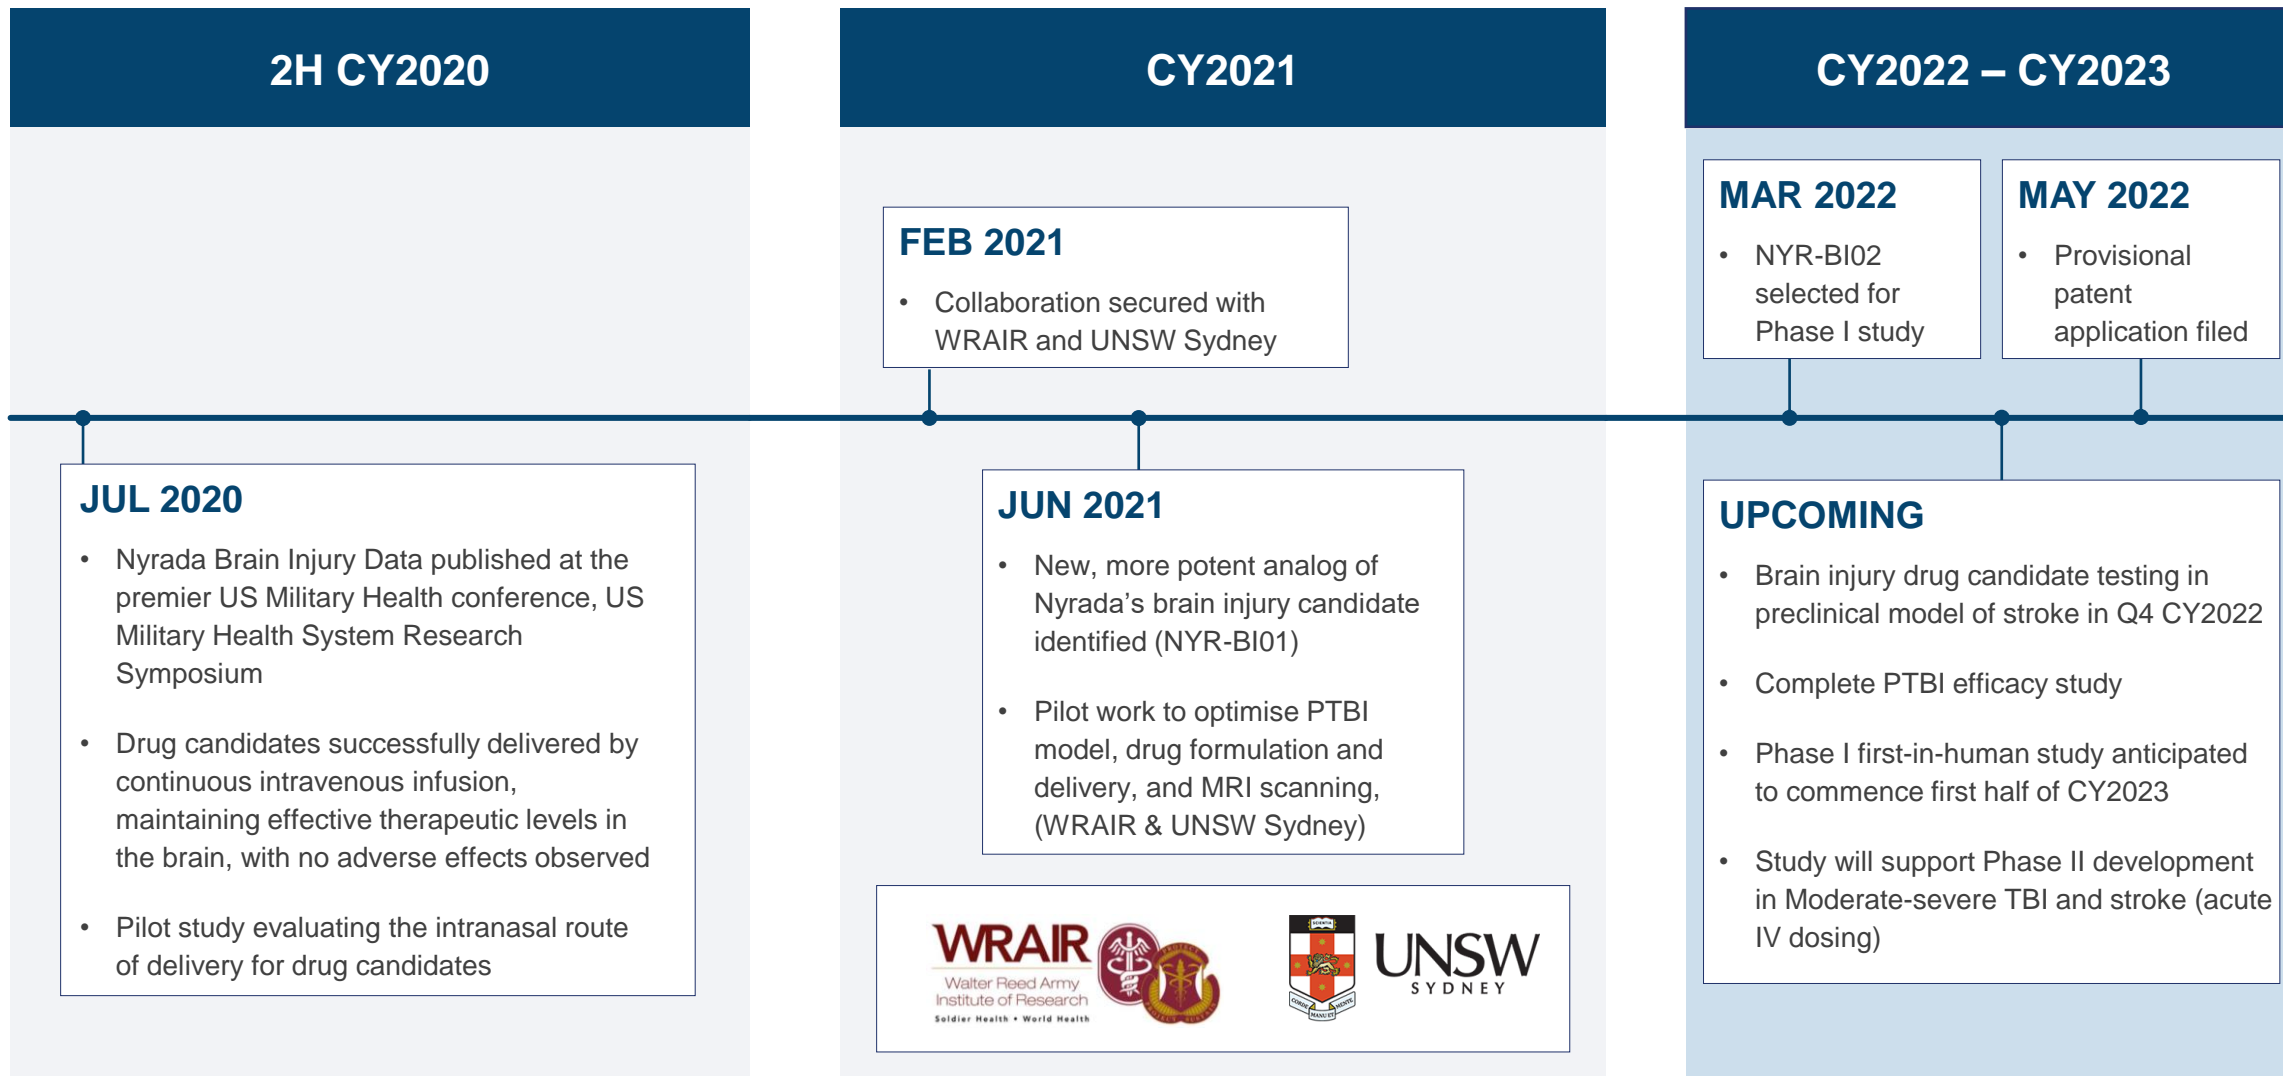 2H CY2020
CY2021
CY2022 – CY2023
JUL 2020
• Nyrada Brain Injury Data published at the
premier US Military Health conference, US
Military Health System Research
Symposium
• Drug candidates successfully delivered by
continuous intravenous infusion,
maintaining effective therapeutic levels in
the brain, with no adverse effects observed
• Pilot study evaluating the intranasal route
of delivery for drug candidates
FEB 2021
• Collaboration secured with
WRAIR and UNSW Sydney
JUN 2021
• New, more potent analog of
Nyrada’s brain injury candidate
identified (NYR-BI01)
• Pilot work to optimise PTBI
model, drug formulation and
delivery, and MRI scanning,
(WRAIR & UNSW Sydney)
WRAIR
Walter Reed Army
Institute of Research
Soldier Health • World Health
SCIENTIA
CORDE MENTE
MANU ET
UNSW
SYDNEY
MAR 2022
• NYR-BI02
selected for
Phase I study
MAY 2022
• Provisional
patent
application filed
UPCOMING
• Brain injury drug candidate testing in
preclinical model of stroke in Q4 CY2022
• Complete PTBI efficacy study
• Phase I first-in-human study anticipated
to commence first half of CY2023
• Study will support Phase II development
in Moderate-severe TBI and stroke (acute
IV dosing)